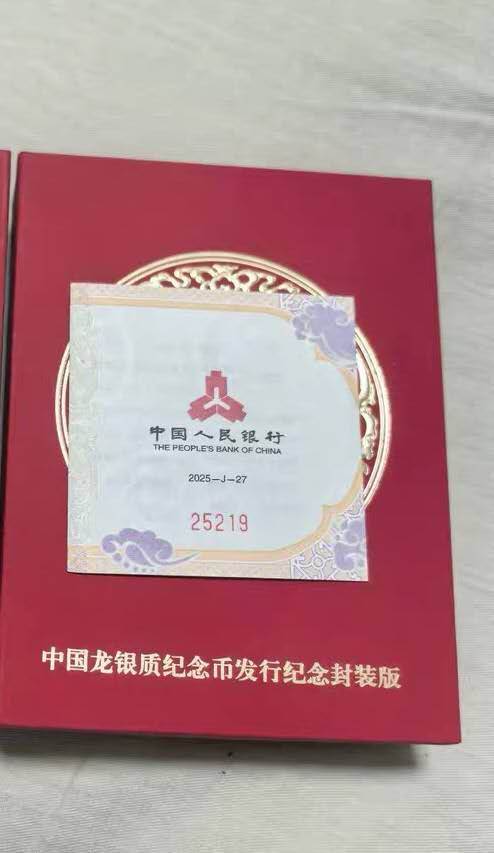 中国人民银行
THE PEOPLE'S BANK OF CHINA
2025-J-27
25219
中国龙银质纪念币发行纪念封装版